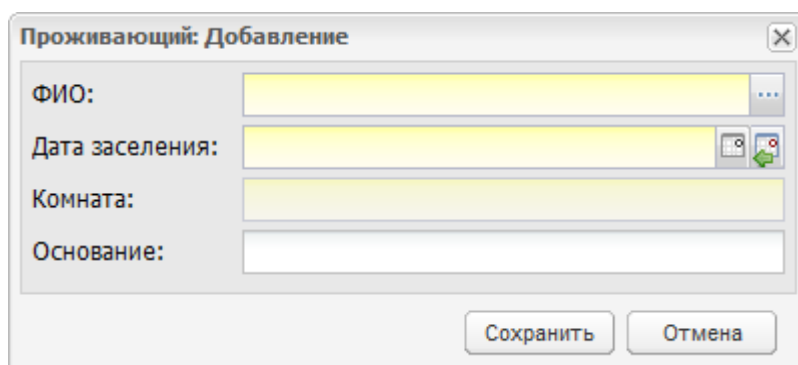 Проживающий: Добавление
ФИО:
Дата заселения:
Комната:
Основание:
Сохранить Отмена